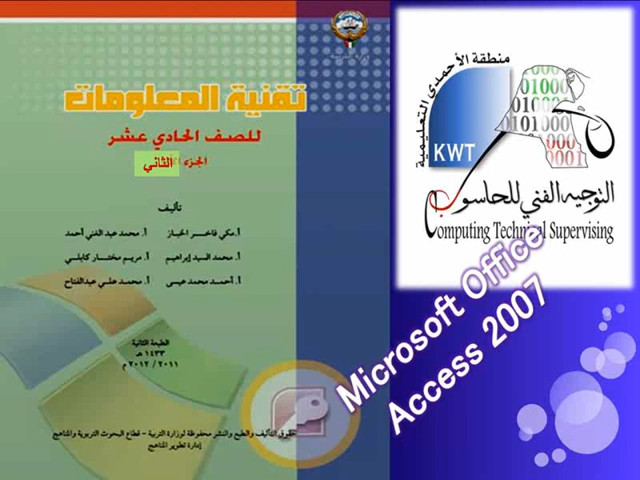 تقنية المعلومات
للصف الحادي عشر
الجزء الثاني
تأليف
أ. مكي فاخر الخباز
أ. محمد عبد الغني أحمد
أ. محمد السيد إبراهيم
أ. مريم مختار كابلي
أ. أحمد محمد عيسى
أ. محمد علي عبدالفتاح
الطبعة الثانية
١٤٣٣ هـ
٢٠١١ / ٢٠١٢ م
حقوق التأليف والطبع والنشر محفوظة لوزارة التربية - قطاع البحوث التربوية والمناهج
إدارة تطوير المناهج
منطقة الأحمدي التعليمية
KWT
التوجيه الفني للحاسوب
Computing Technical Supervising
Microsoft Office
Access 2007